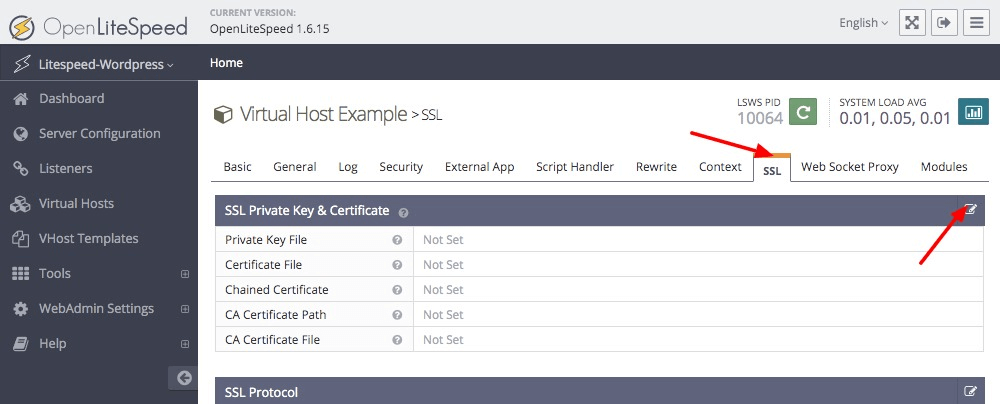 OpenLiteSpeed
CURRENT VERSION:
OpenLiteSpeed 1.6.15
English
Litespeed-Wordpress
Home
Dashboard
Server Configuration
Listeners
Virtual Hosts
VHost Templates
Tools
WebAdmin Settings
Help
Virtual Host Example > SSL
LSWS PID
10064
SYSTEM LOAD AVG
0.01, 0.05, 0.01
Basic General Log Security External App Script Handler Rewrite Context SSL Web Socket Proxy Modules
SSL Private Key & Certificate
Private Key File Not Set
Certificate File Not Set
Chained Certificate Not Set
CA Certificate Path Not Set
CA Certificate File Not Set
SSL Protocol